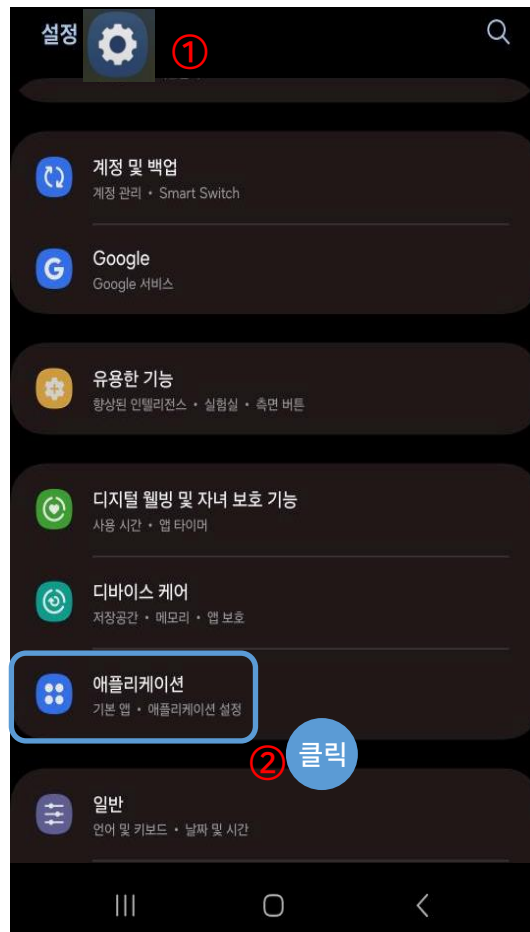 설정
①
계정 및 백업
계정 관리 • Smart Switch
G
Google
Google 서비스
유용한 기능
향상된 인텔리전스 • 실험실 • 측면 버튼
디지털 웰빙 및 자녀 보호 기능
사용 시간 • 앱 타이머
디바이스 케어
저장공간 • 메모리 • 앱 보호
애플리케이션
기본 앱 • 애플리케이션 설정
② 클릭
일반
언어 및 키보드 • 날짜 및 시간